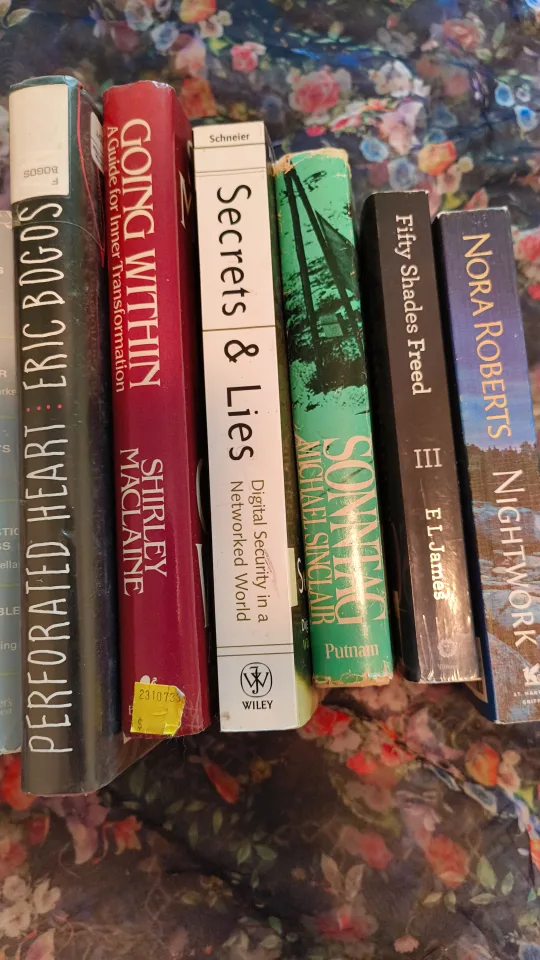 F
BOGOS
PERFORATED HEART : ERIC BOGOS
GOING WITHIN
A Guide for Inner Transformation
SHIRLEY
MACLAINE
2310733
$
Schneier
Secrets & Lies
Digital Security in a
Networked World
WILEY
SONNTAG
MICHAEL SINCLAIR
Putnam
Fifty Shades Freed
III
E L James
NORA ROBERTS
NIGHTWORK